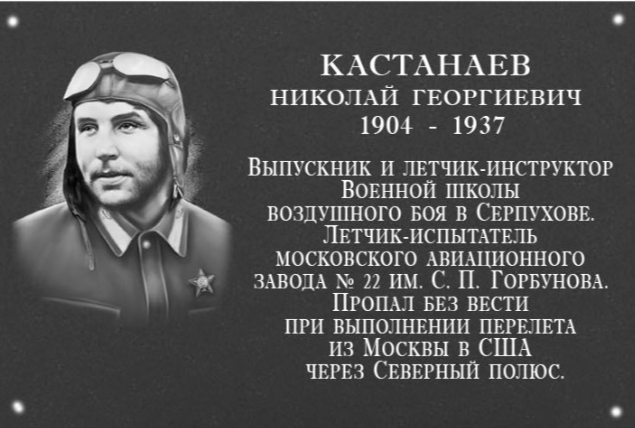 КАСТАНАЕВ
НИКОЛАЙ ГЕОРГИЕВИЧ
1904 - 1937
Выпускник и летчик-инструктор
Военной школы
воздушного боя в Серпухове.
Летчик-испытатель
московского авиационного
завода № 22 им. С. П. Горбунова.
Пропал без вести
при выполнении перелета
из Москвы в США
через Северный полюс.